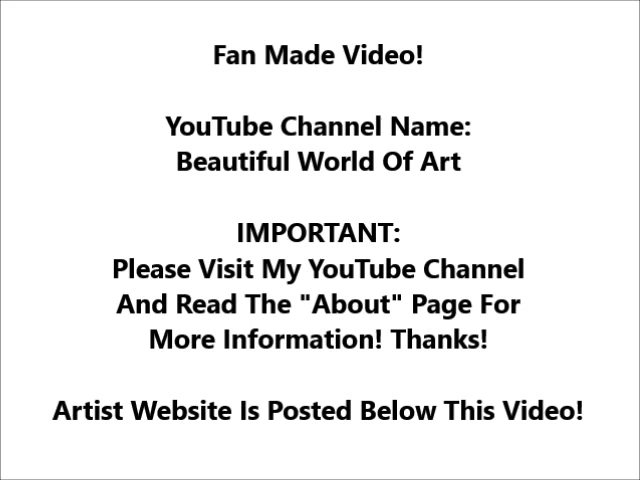 Fan Made Video!
YouTube Channel Name:
Beautiful World Of Art
IMPORTANT:
Please Visit My YouTube Channel
And Read The "About" Page For
More Information! Thanks!
Artist Website Is Posted Below This Video!